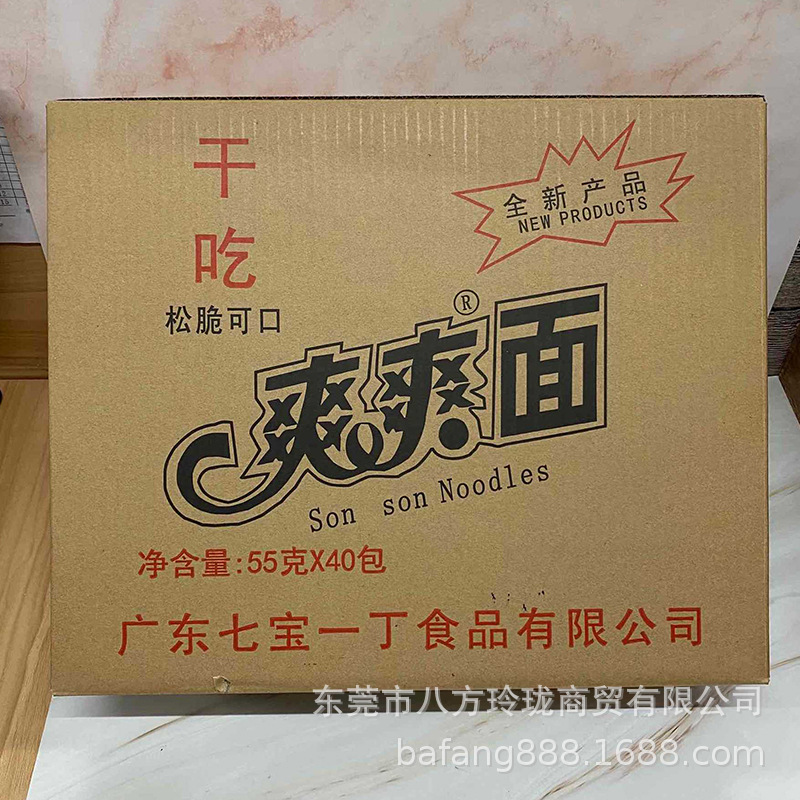 干吃
松脆可口
全新产品
NEW PRODUCTS
爽爽面®
Son son Noodles
净含量:55克X40包
广东七宝一丁食品有限公司
东莞市八方玲珑商贸有限公司
bafang888.1688.com